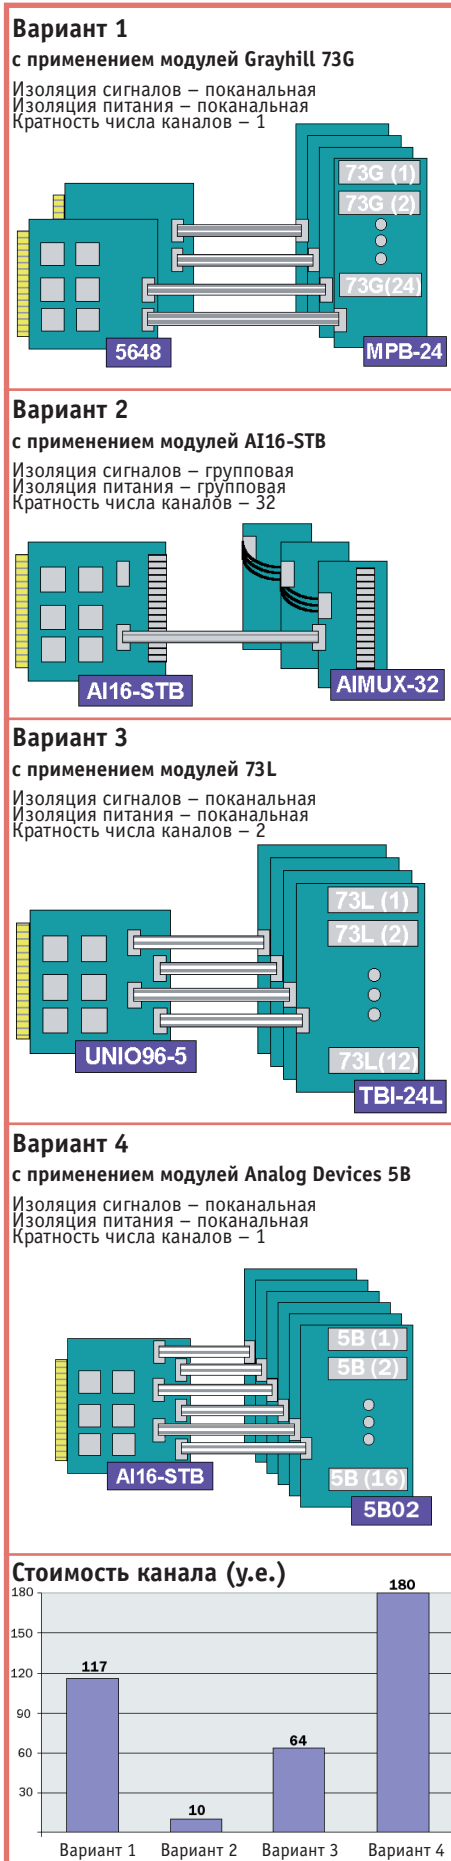 Вариант 1
с применением модулей Grayhill 73G
Изоляция сигналов – поканальная
Изоляция питания – поканальная
Кратность числа каналов – 1
73G (1)
73G (2)
73G(24)
5648
MPB-24
Вариант 2
с применением модулей AI16-STB
Изоляция сигналов – групповая
Изоляция питания – групповая
Кратность числа каналов – 32
AI16-STB
AIMUX-32
Вариант 3
с применением модулей 73L
Изоляция сигналов – поканальная
Изоляция питания – поканальная
Кратность числа каналов – 2
73L (1)
73L (2)
73L(12)
UNIO96-5
TBI-24L
Вариант 4
с применением модулей Analog Devices 5B
Изоляция сигналов – поканальная
Изоляция питания – поканальная
Кратность числа каналов – 1
5B (1)
5B (2)
5B (16)
AI16-STB
5B02
Стоимость канала (у.е.)
180
150
120
90
60
30
117
10
64
180
Вариант 1 Вариант 2 Вариант 3 Вариант 4